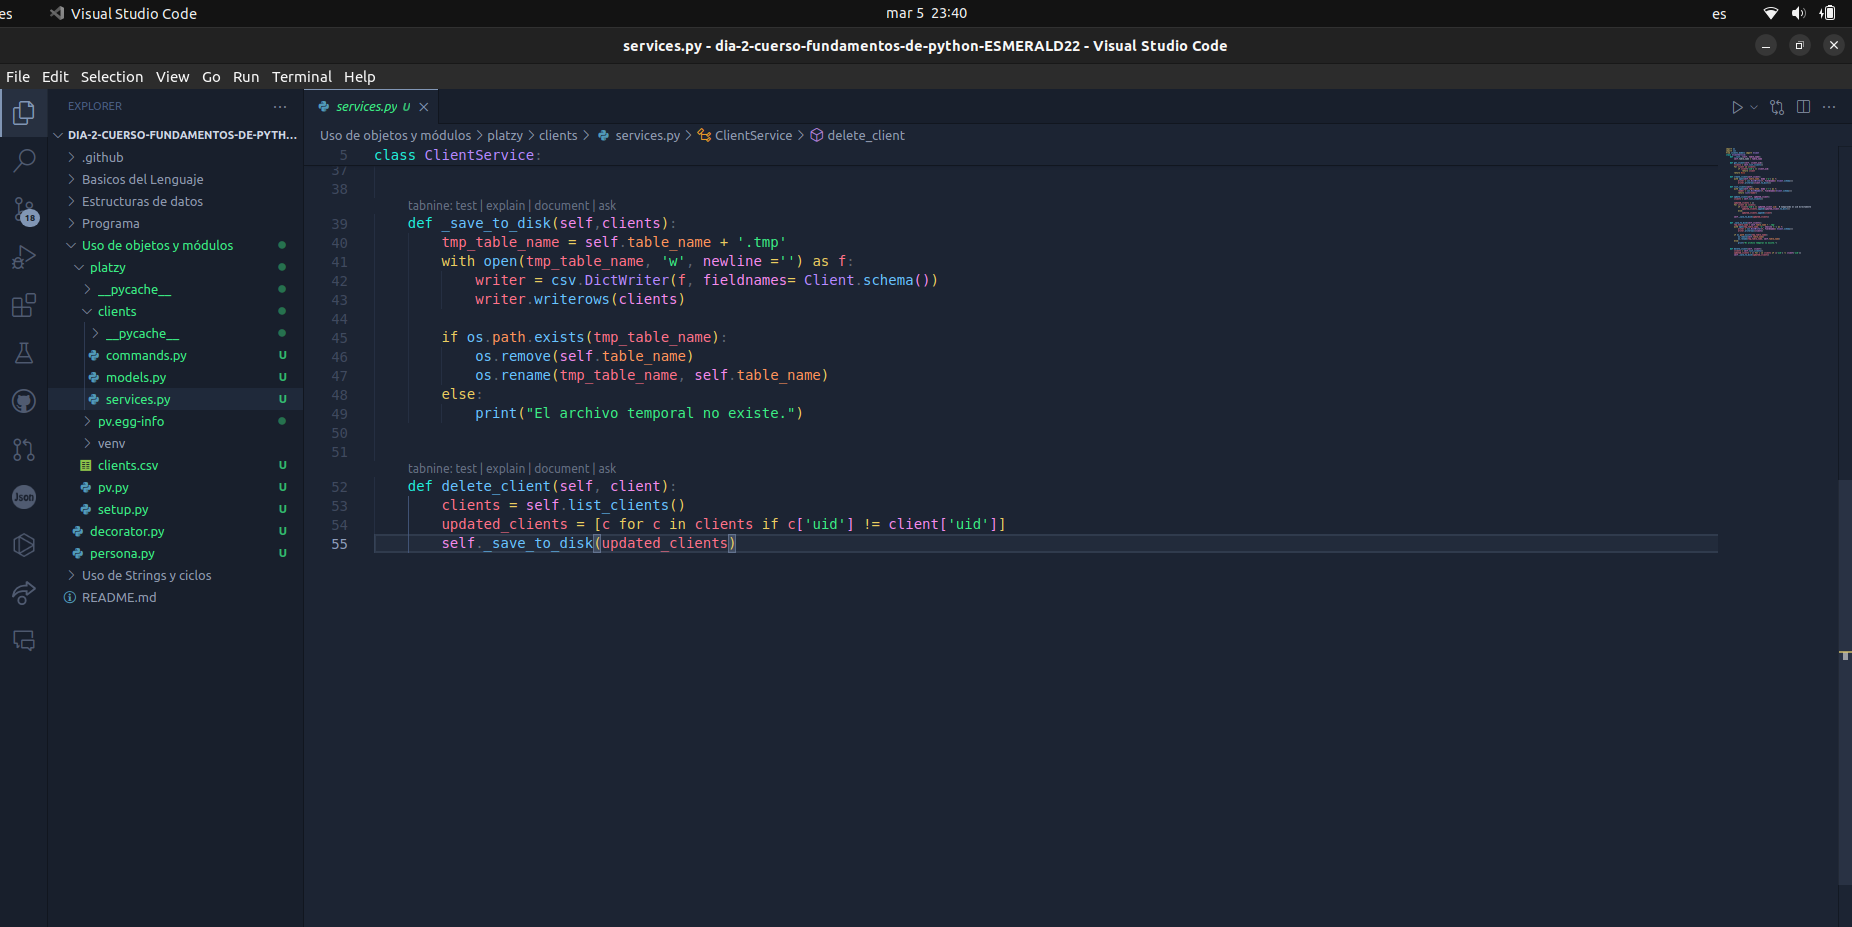 es Visual Studio Code mar 5 23:40 es
services.py - dia-2-cuerso-fundamentos-de-python-ESMERALD22 - Visual Studio Code
File Edit Selection View Go Run Terminal Help
EXPLORER ...
DIA-2-CUERSO-FUNDAMENTOS-DE-PYTH...
.github
Basicos del Lenguaje
Estructuras de datos
Programa
Uso de objetos y módulos
platzy
__pycache__
clients
__pycache__
commands.py U
models.py U
services.py U
pv.egg-info
venv
clients.csv U
pv.py U
setup.py U
decorator.py U
persona.py U
Uso de Strings y ciclos
README.md
18
Json
services.py U
Uso de objetos y módulos > platzy > clients > services.py > ClientService > delete_client
5 class ClientService:
37
38
tabnine: test | explain | document | ask
39 def _save_to_disk(self,clients):
40 tmp_table_name = self.table_name + '.tmp'
41 with open(tmp_table_name, 'w', newline ='') as f:
42 writer = csv.DictWriter(f, fieldnames= Client.schema())
43 writer.writerows(clients)
44
45 if os.path.exists(tmp_table_name):
46 os.remove(self.table_name)
47 os.rename(tmp_table_name, self.table_name)
48 else:
49 print("El archivo temporal no existe.")
50
51
tabnine: test | explain | document | ask
52 def delete_client(self, client):
53 clients = self.list_clients()
54 updated_clients = [c for c in clients if c['uid'] != client['uid']]
55 self._save_to_disk(updated_clients)